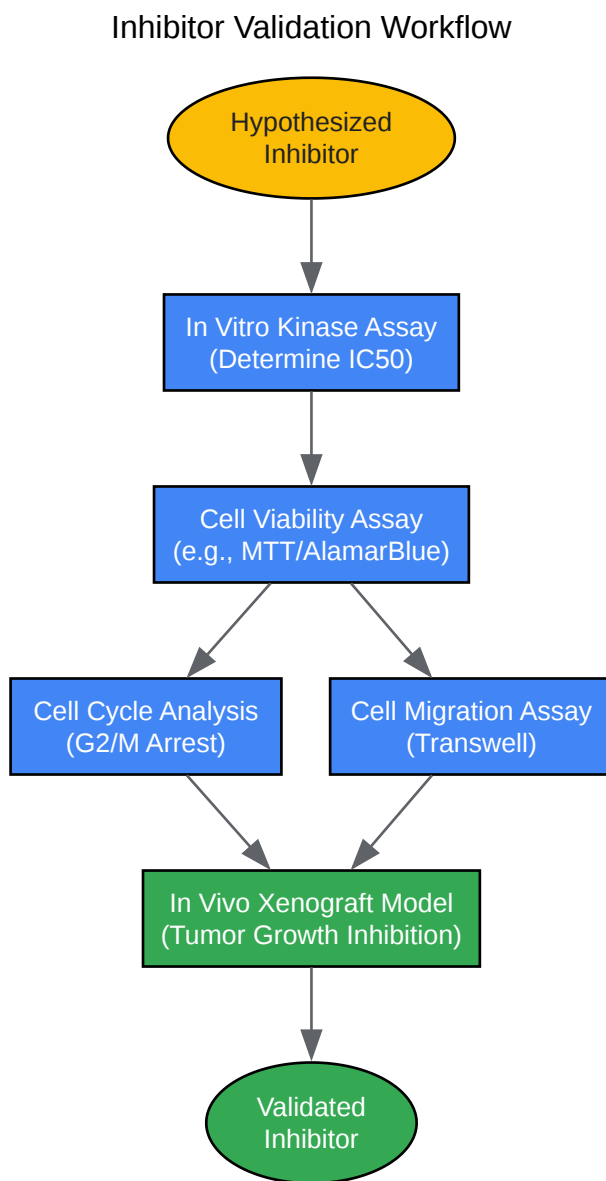 Inhibitor Validation Workflow
Hypothesized
Inhibitor
In Vitro Kinase Assay
(Determine IC50)
Cell Viability Assay
(e.g., MTT/AlamarBlue)
Cell Cycle Analysis
(G2/M Arrest)
Cell Migration Assay
(Transwell)
In Vivo Xenograft Model
(Tumor Growth Inhibition)
Validated
Inhibitor